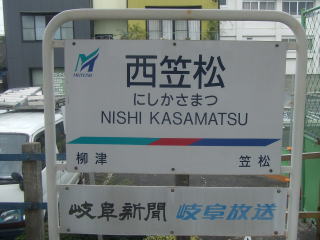 MEITETSU
西笠松
にしかさまつ
NISHI KASAMATSU
柳津 笠松
岐阜新聞 岐阜放送